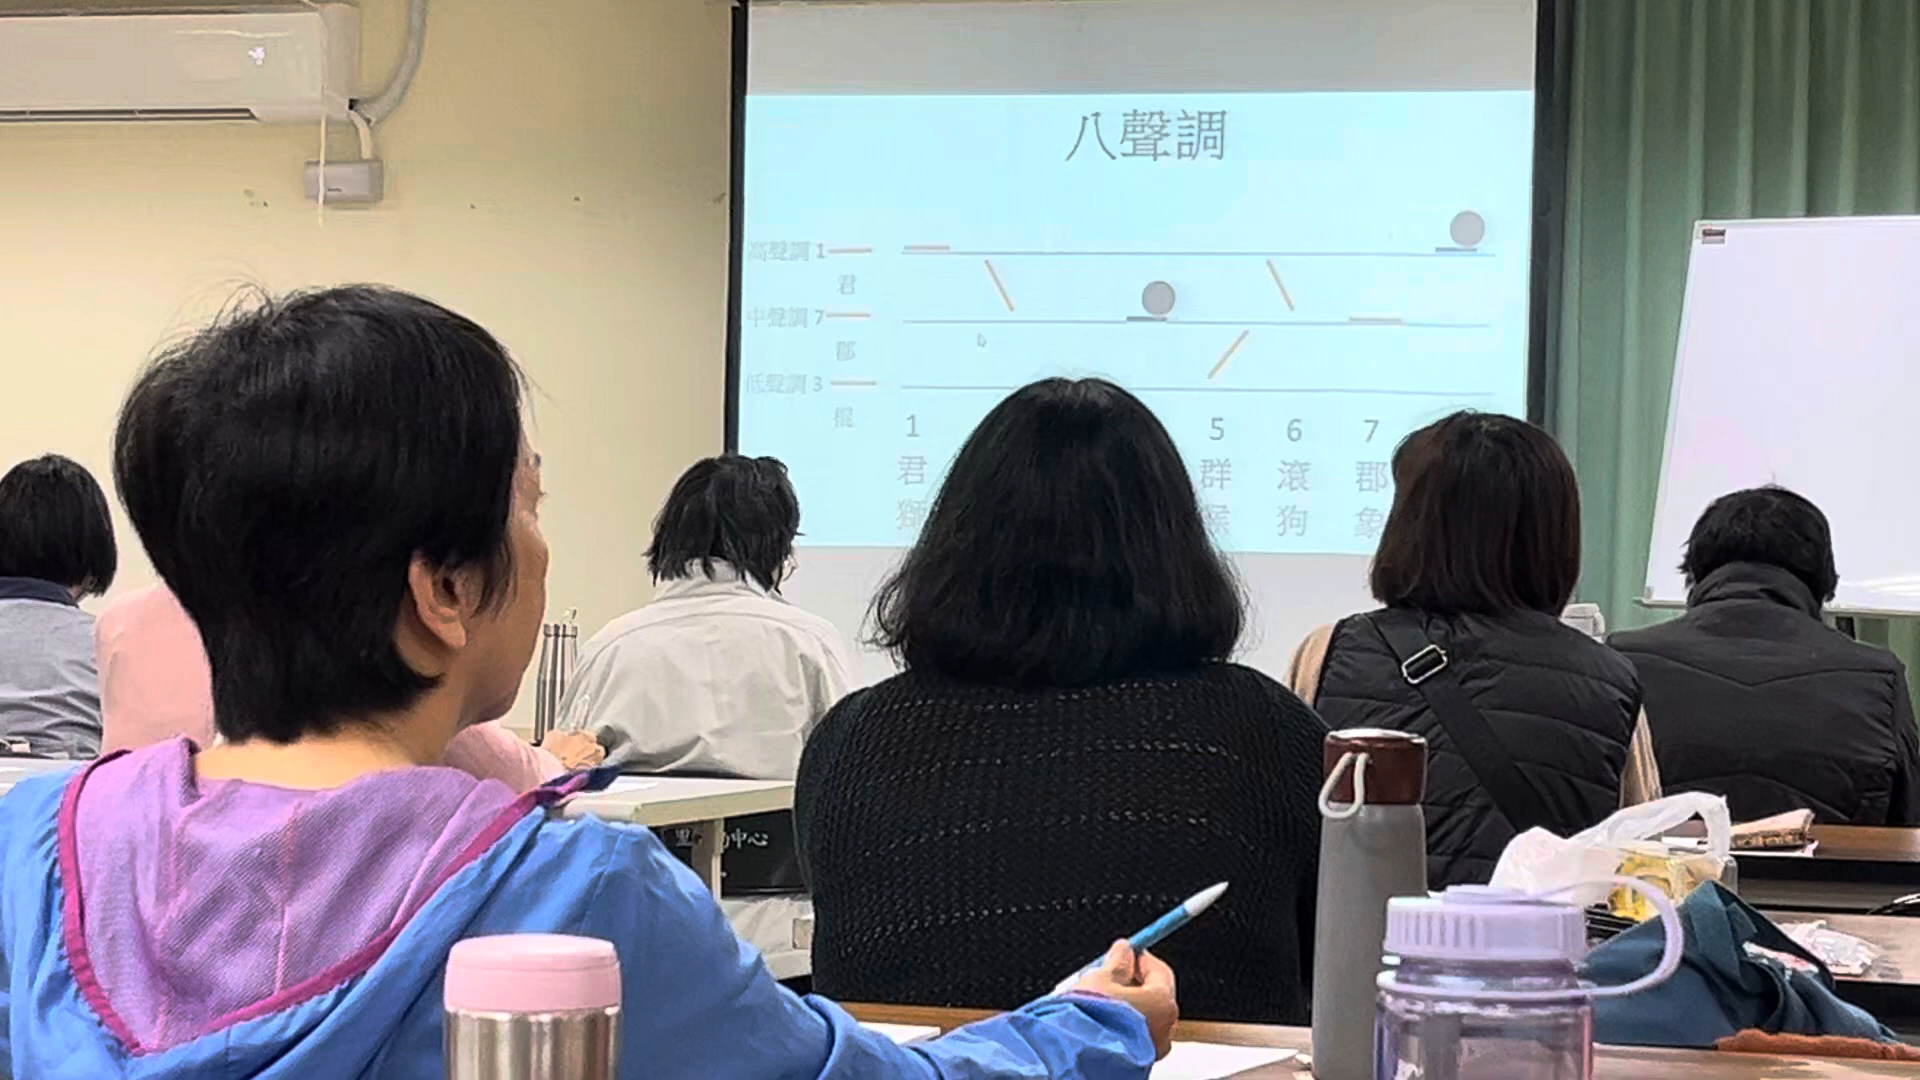 八聲調
高聲調 1
君
中聲調 7
郡
低聲調 3
棍
1 5 6 7
君 群 滾 郡
獅 猴 狗 象
中心